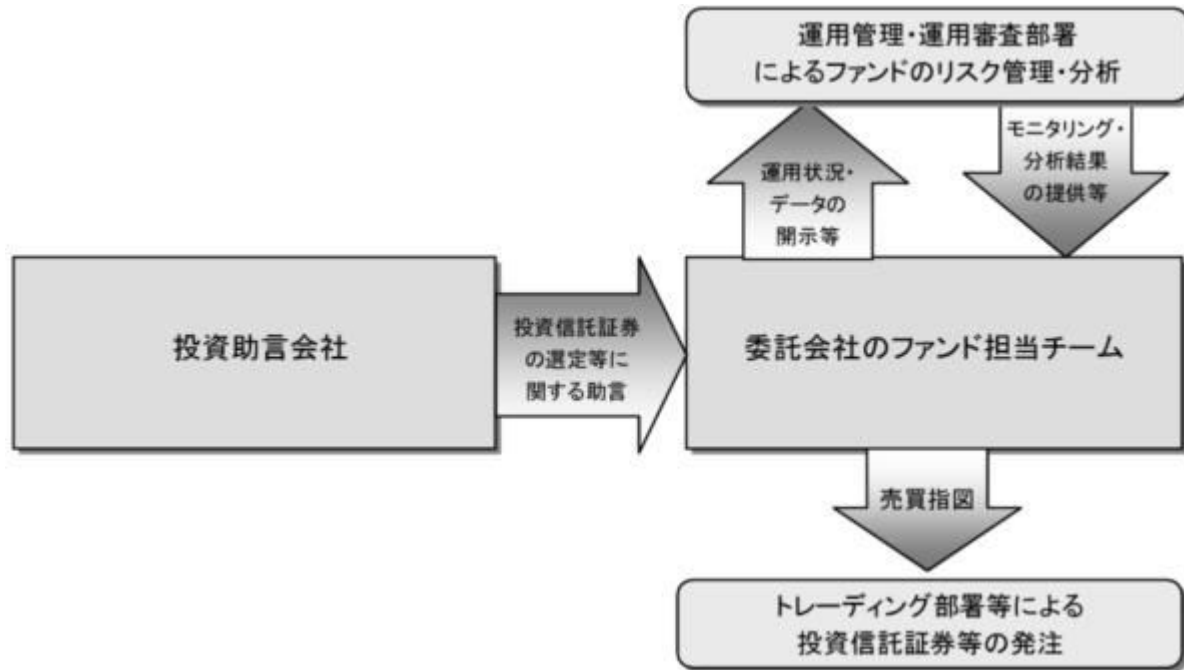 運用管理・運用審査部署
によるファンドのリスク管理・分析
運用状況・
データの
開示等
モニタリング・
分析結果
の提供等
投資助言会社
投資信託証券
の選定等に
関する助言
委託会社のファンド担当チーム
売買指図
トレーディング部署等による
投資信託証券等の発注